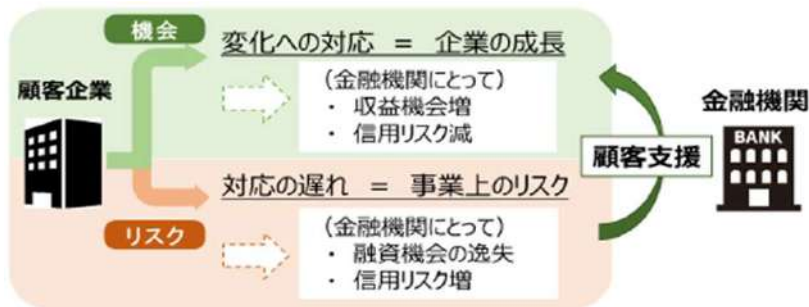 機会
変化への対応 = 企業の成長
顧客企業
(金融機関にとって)
・ 収益機会増
・ 信用リスク減
金融機関
BANK
顧客支援
対応の遅れ = 事業上のリスク
リスク
(金融機関にとって)
・ 融資機会の逸失
・ 信用リスク増